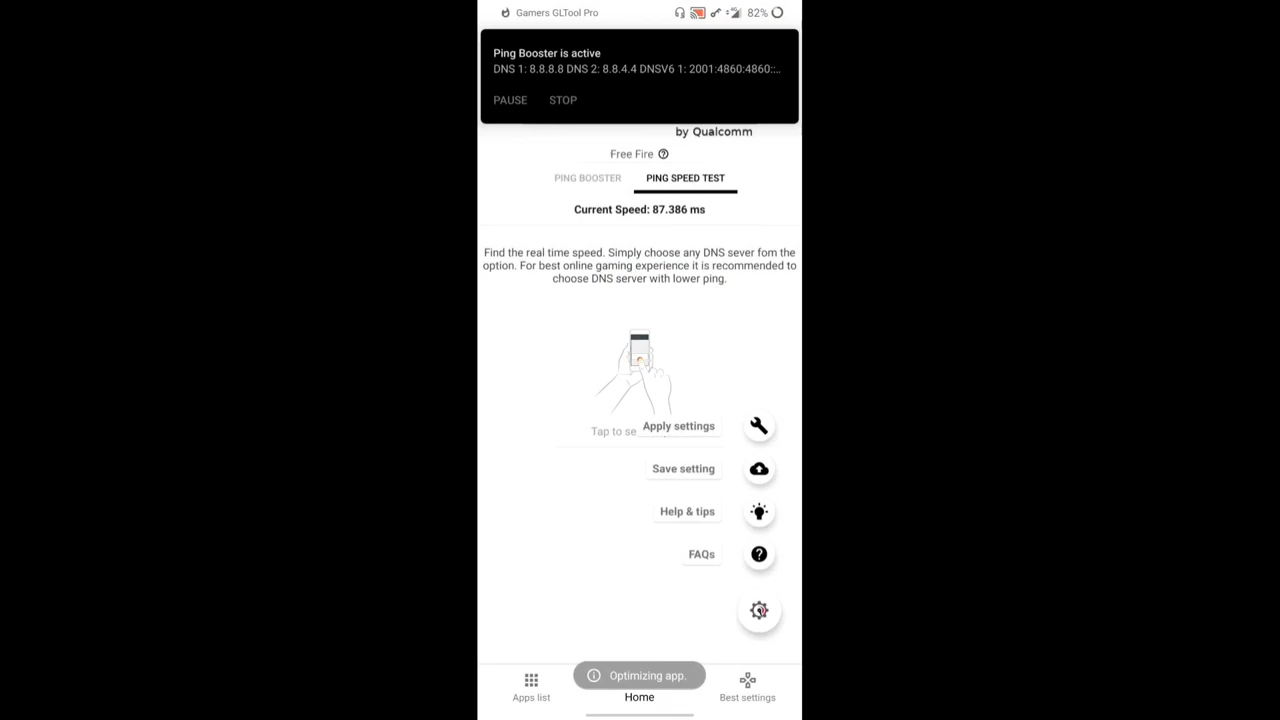 Gamers GLTool Pro
4G
82%
Ping Booster is active
DNS 1: 8.8.8.8 DNS 2: 8.8.4.4 DNSV6 1: 2001:4860:4860::...
PAUSE STOP
by Qualcomm
Free Fire
PING BOOSTER PING SPEED TEST
Current Speed: 87.386 ms
Find the real time speed. Simply choose any DNS sever fom the
option. For best online gaming experience it is recommended to
choose DNS server with lower ping.
Tap to se
Apply settings
Save setting
Help & tips
FAQs
Optimizing app.
Apps list Home Best settings